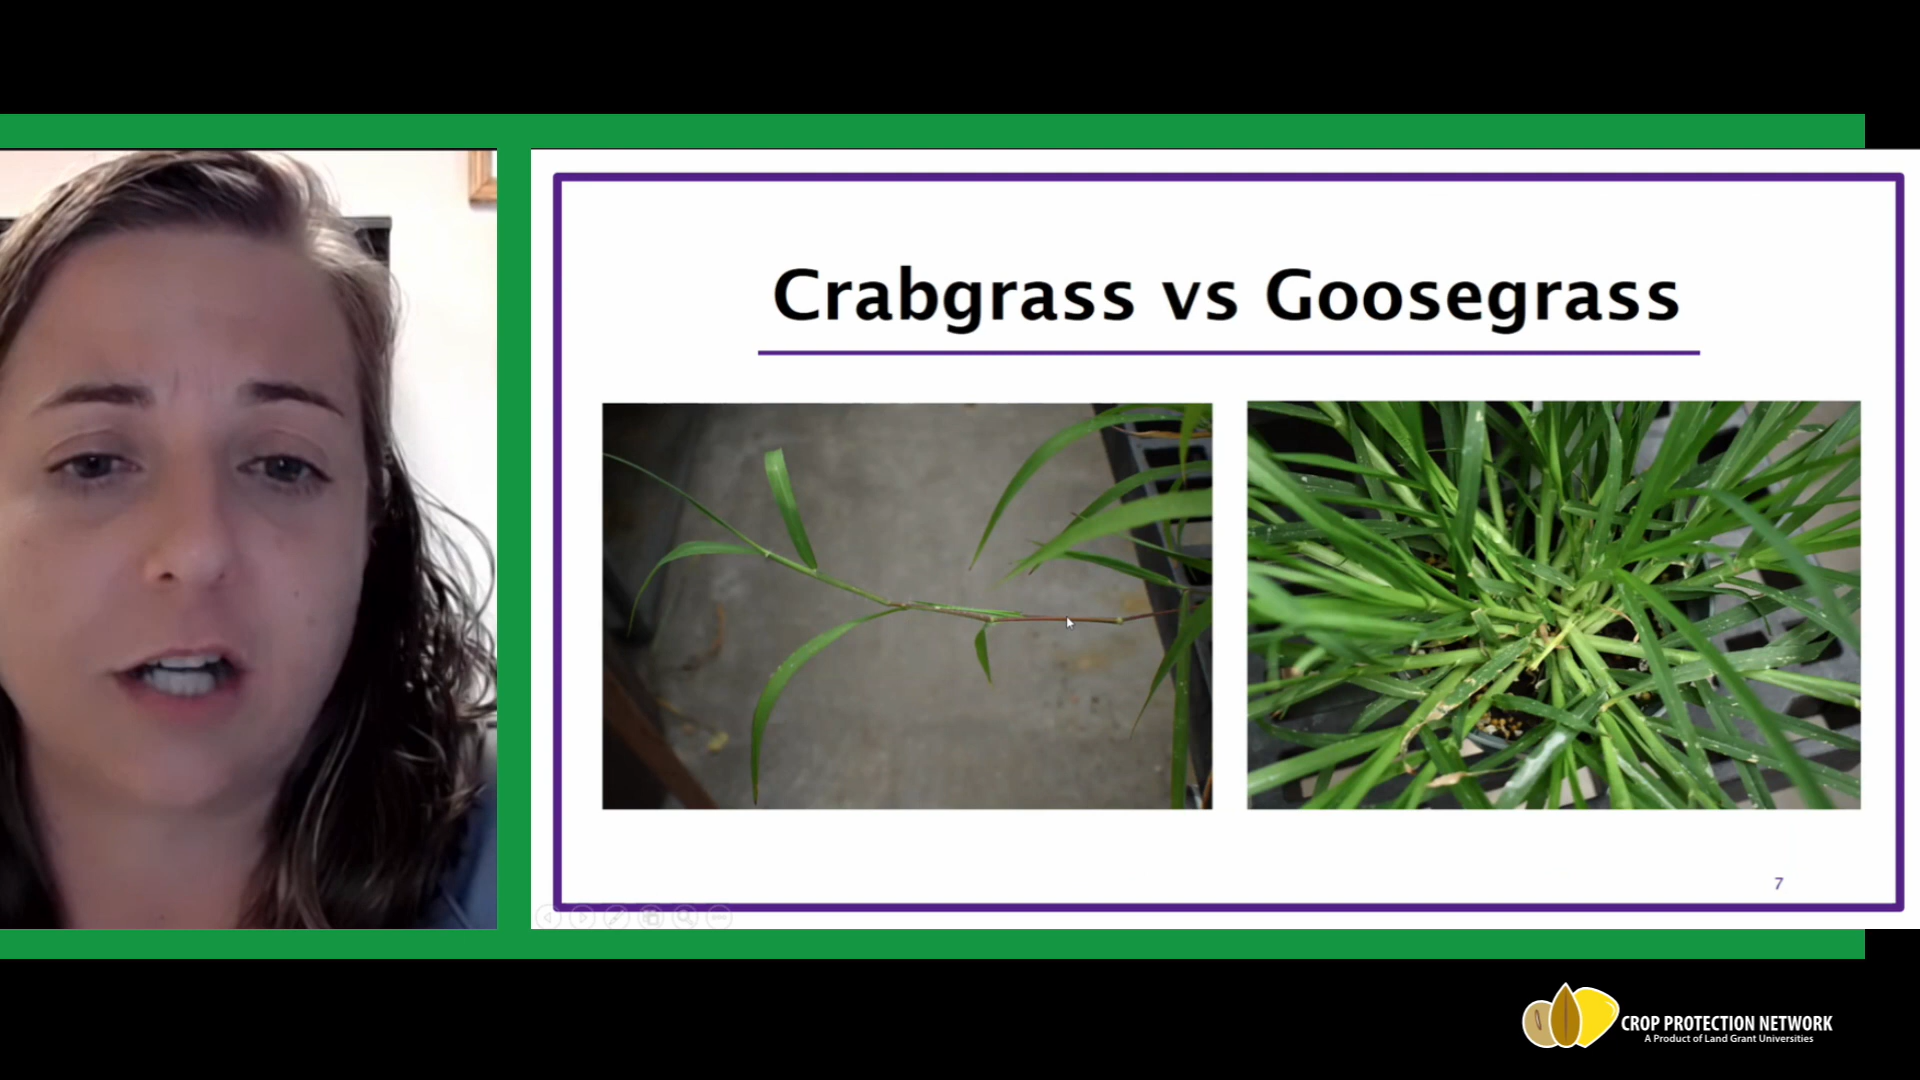 Crabgrass vs Goosegrass
7
CROP PROTECTION NETWORK
A Product of Land Grant Universities